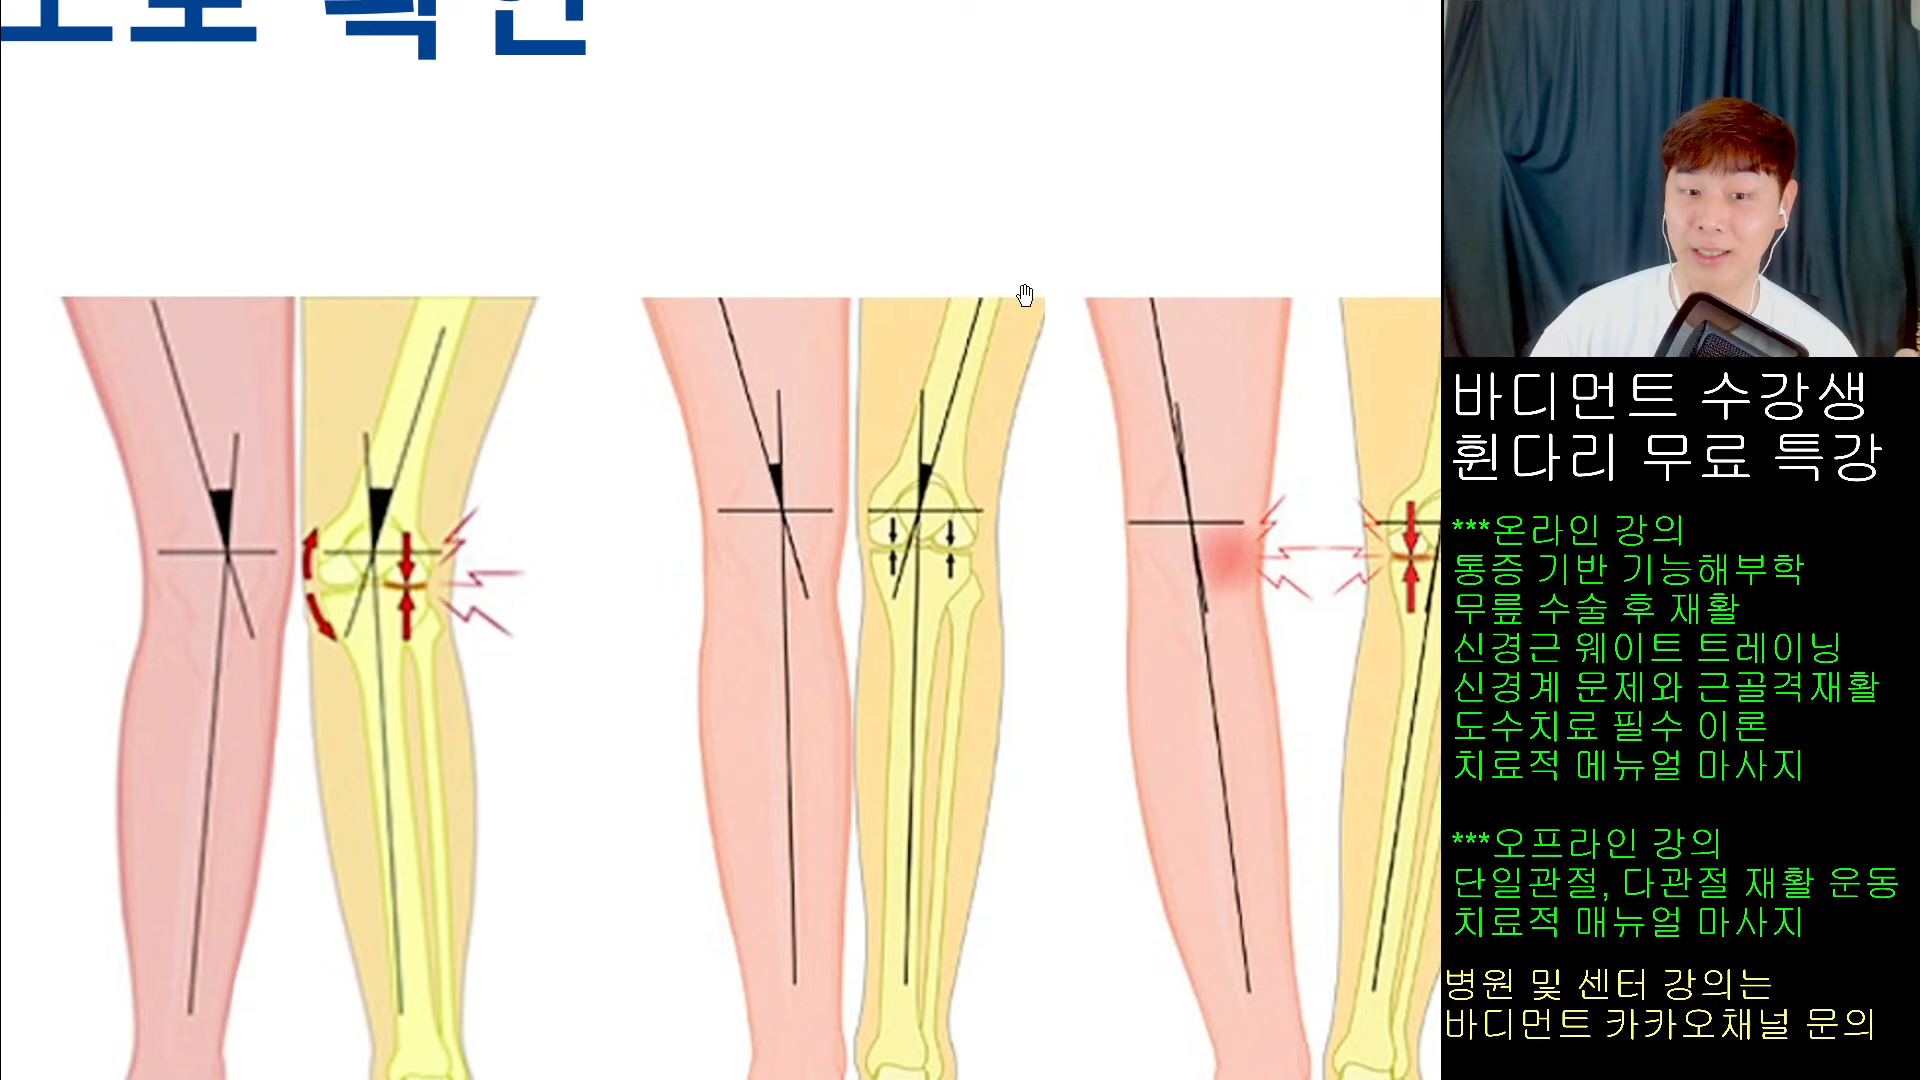 확인
바디먼트 수강생
휜다리 무료 특강
***온라인 강의
통증 기반 기능해부학
무릎 수술 후 재활
신경근 웨이트 트레이닝
신경계 문제와 근골격재활
도수치료 필수 이론
치료적 메뉴얼 마사지
***오프라인 강의
단일관절, 다관절 재활 운동
치료적 매뉴얼 마사지
병원 및 센터 강의는
바디먼트 카카오채널 문의